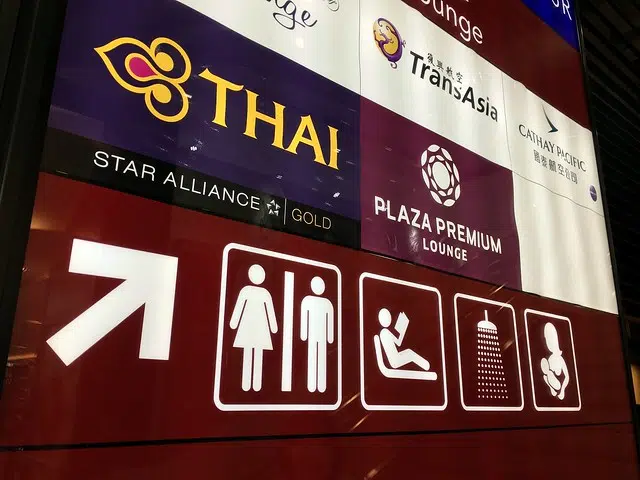 Lounge
THAI
STAR ALLIANCE GOLD
復興航空
TransAsia
CATHAY PACIFIC
國泰航空公司
PLAZA PREMIUM
LOUNGE